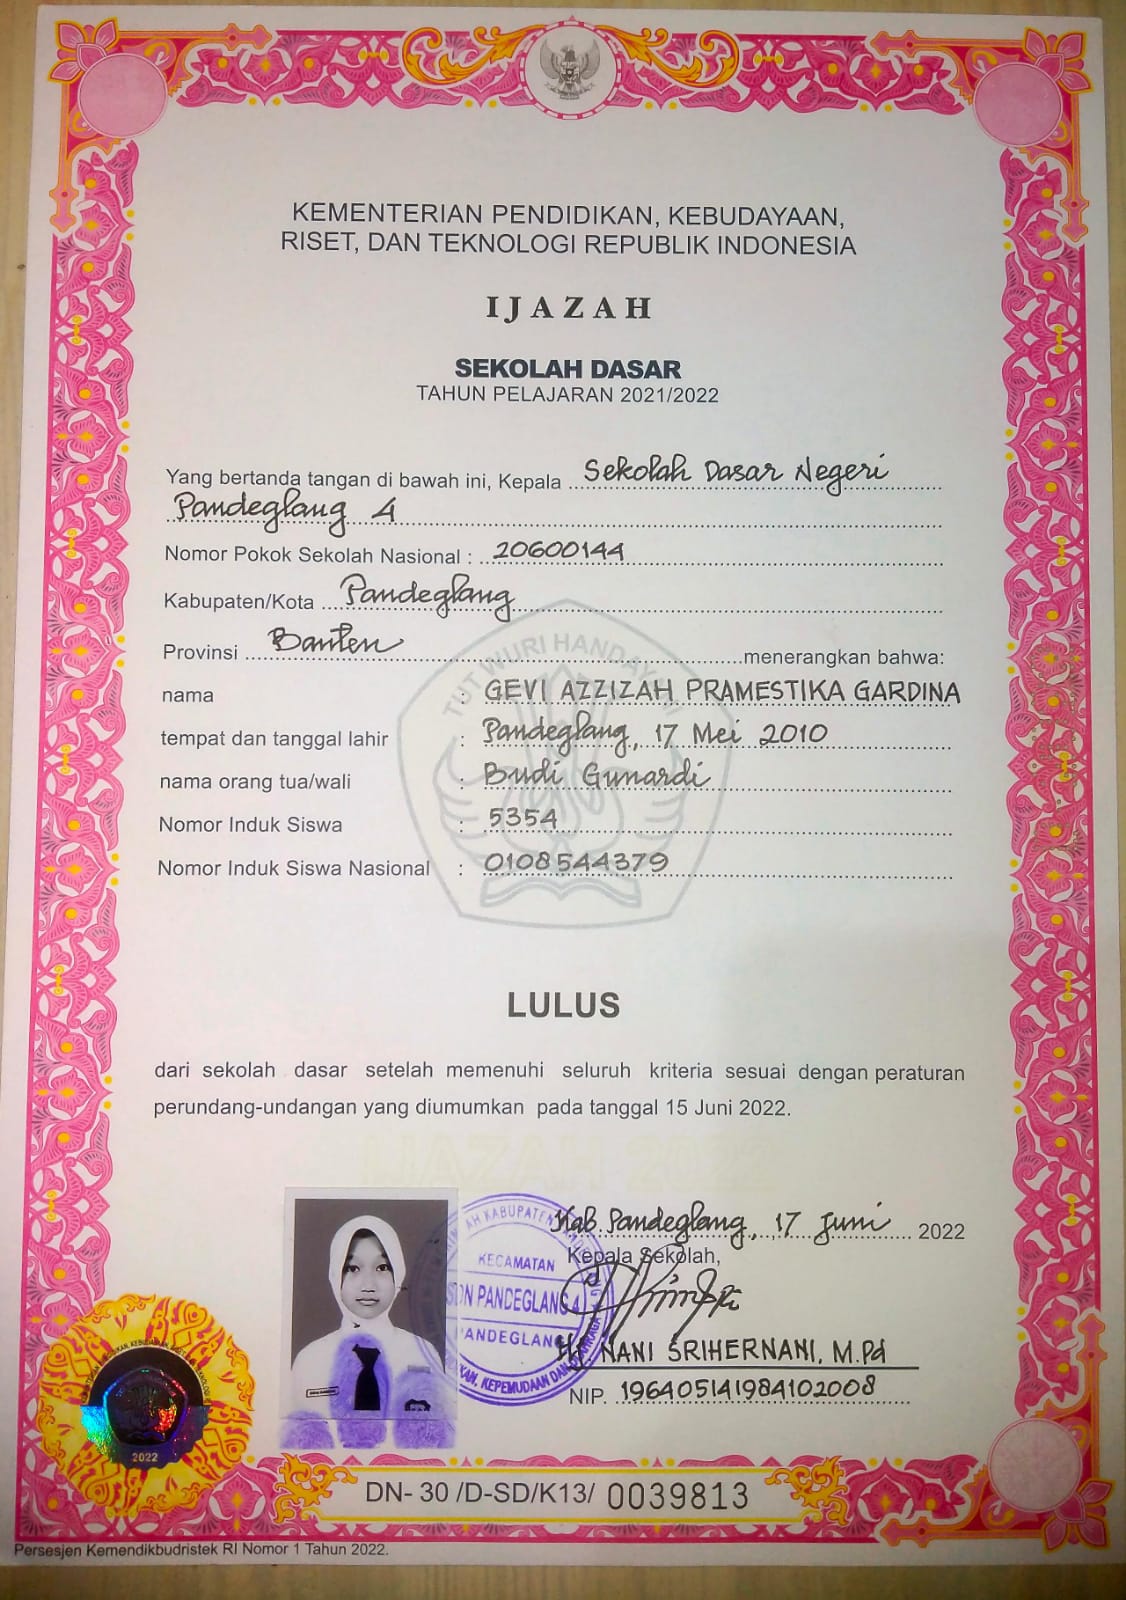 KEMENTERIAN PENDIDIKAN, KEBUDAYAAN,
RISET, DAN TEKNOLOGI REPUBLIK INDONESIA
IJAZAH
SEKOLAH DASAR
TAHUN PELAJARAN 2021/2022
Yang bertanda tangan di bawah ini, Kepala Sekolah Dasar Negeri
Pandeglang 4
Nomor Pokok Sekolah Nasional : 20600144
Kabupaten/Kota Pandeglang
Provinsi Banten menerangkan bahwa:
TUT WURI HANDAYANI
nama : GEVI AZZIZAH PRAMESTIKA GARDINA
tempat dan tanggal lahir : Pandeglang, 17 Mei 2010
nama orang tua/wali : Budi Gunardi
Nomor Induk Siswa : 5354
Nomor Induk Siswa Nasional : 0108544379
LULUS
dari sekolah dasar setelah memenuhi seluruh kriteria sesuai dengan peraturan
perundang-undangan yang diumumkan pada tanggal 15 Juni 2022.
IJAZAH 2022
Kab. Pandeglang, 17 Juni 2022
Kepala Sekolah,
KECAMATAN
SDN PANDEGLANG 4
PANDEGLANG
Hj. NANI SRIHERNANI, M.Pd
NIP. 196405141984102008
2022
DN- 30 /D-SD/K13/ 0039813
Persesjen Kemendikbudristek RI Nomor 1 Tahun 2022.